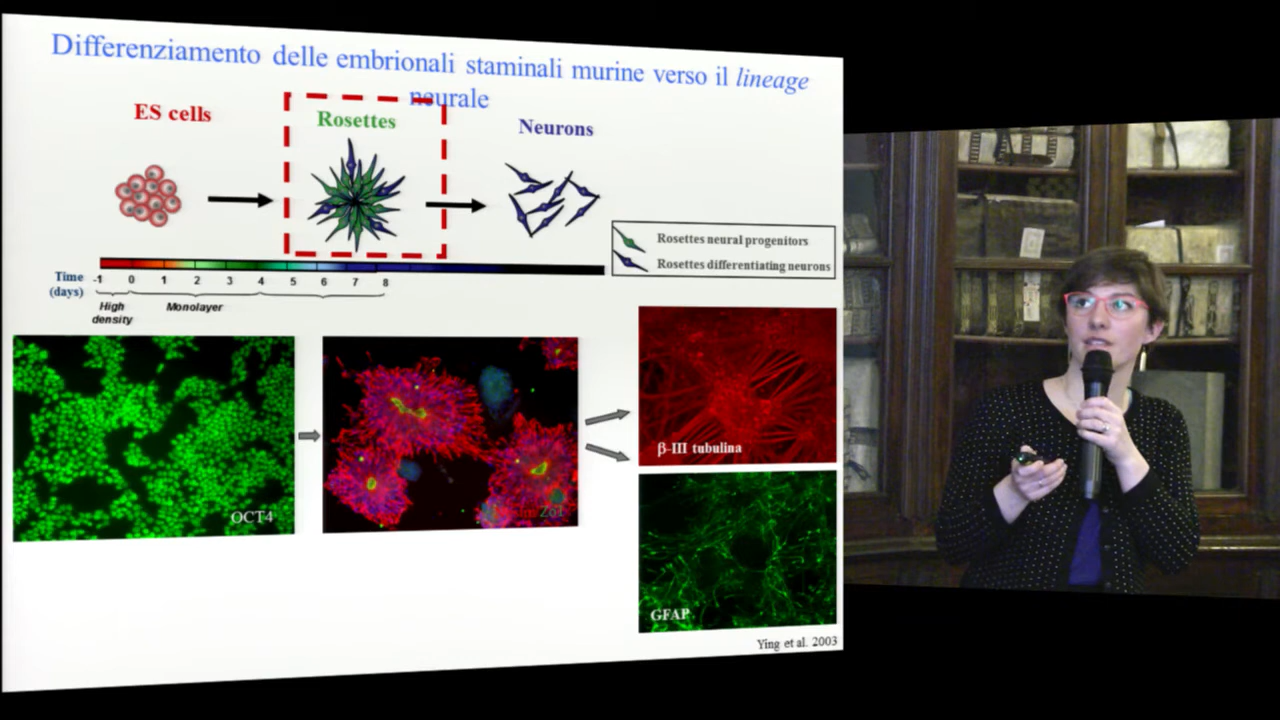 Differenziamento delle embrionali staminali murine verso il lineage
neurale
ES cells
Rosettes
Neurons
Rosettes neural progenitors
Rosettes differentiating neurons
Time
(days)
-1 0 1 2 3 4 5 6 7 8
High
density
Monolayer
OCT4
β-III tubulina
GFAP
Ying et al. 2003